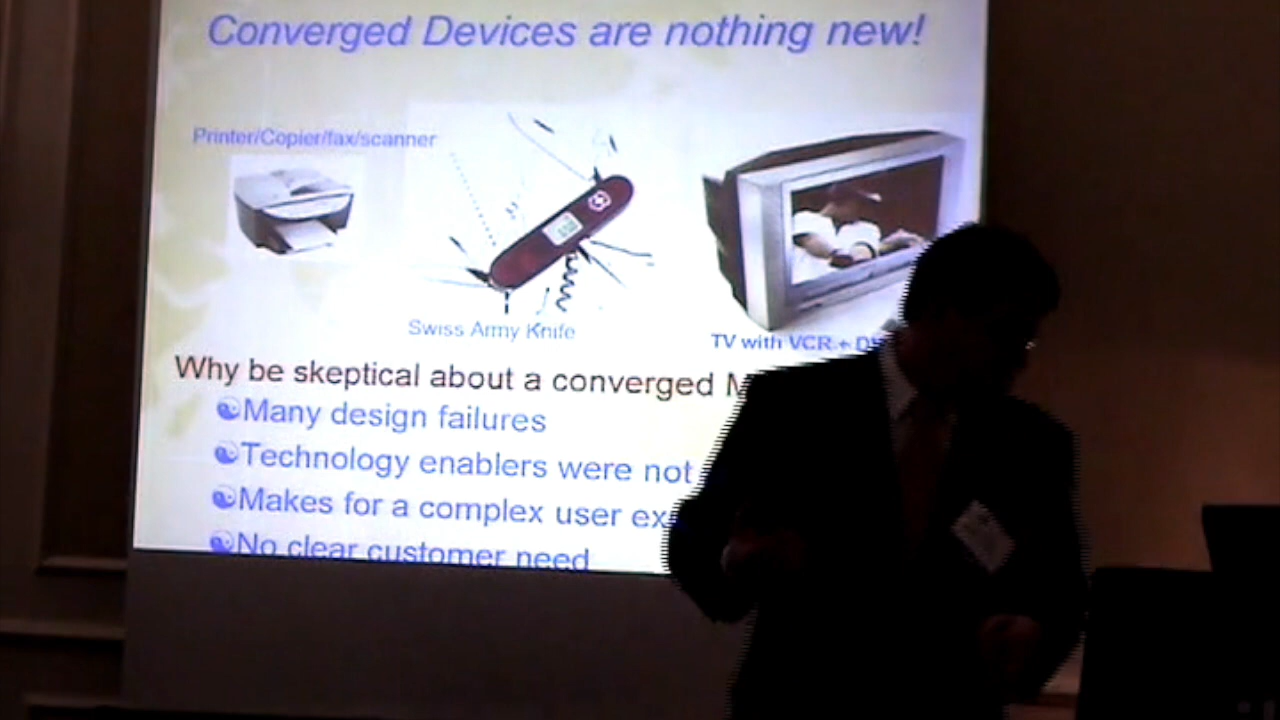 Converged Devices are nothing new!
Printer/Copier/fax/scanner
Swiss Army Knife
TV with VCR +
Why be skeptical about a converged
Many design failures
Technology enablers were not
Makes for a complex user
No clear customer need